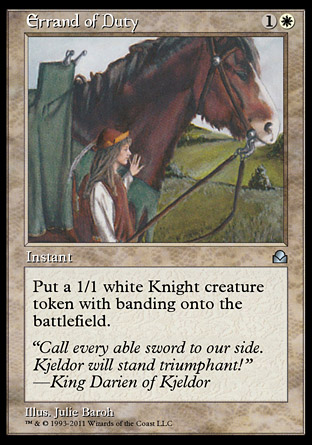 Errand of Duty 1
Instant
Put a 1/1 white Knight creature
token with banding onto the
battlefield.
“Call every able sword to our side.
Kjeldor will stand triumphant!”
—King Darien of Kjeldor
Illus. Julie Baroh
™ & © 1993-2011 Wizards of the Coast LLC